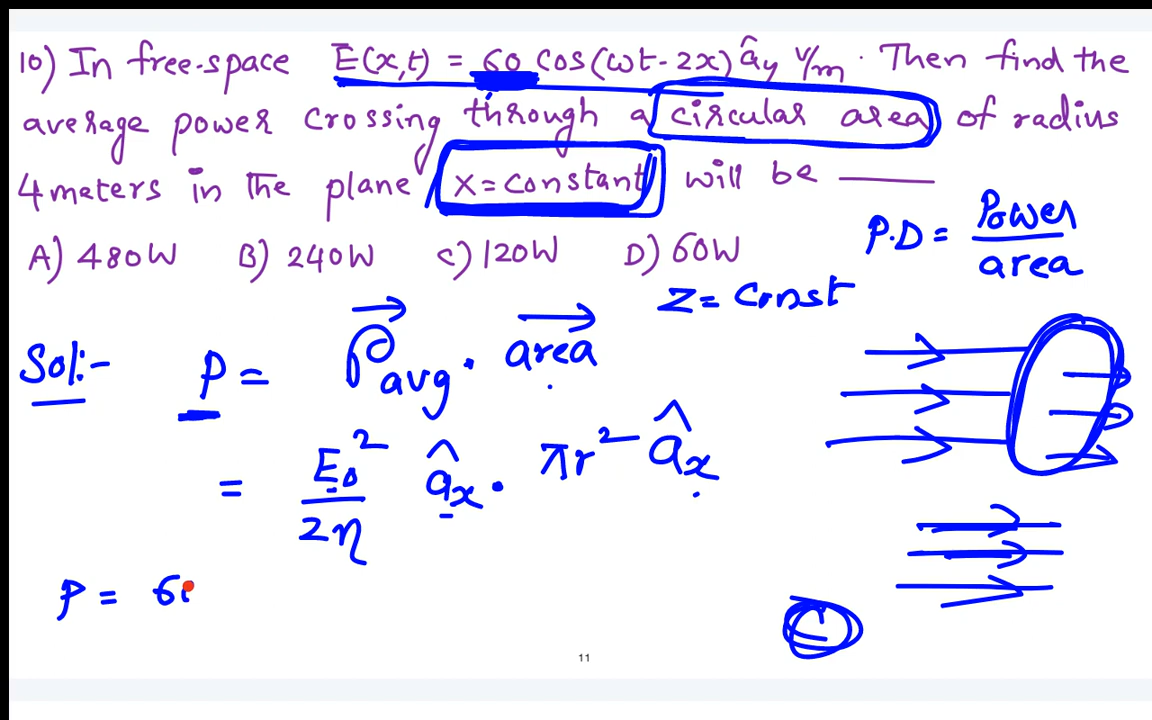 10) In free-space E(x,t) = 60 Cos(ωt-2x) ây V/m. Then find the
average power crossing through a circular area of radius
4 meters in the plane x=constant will be ____
A) 480W B) 240W C) 120W D) 60W
P.D = Power / area
z = const
Sol:- P = Pavg · area
= E0² / 2η âx · πr² âx
P = 60
11